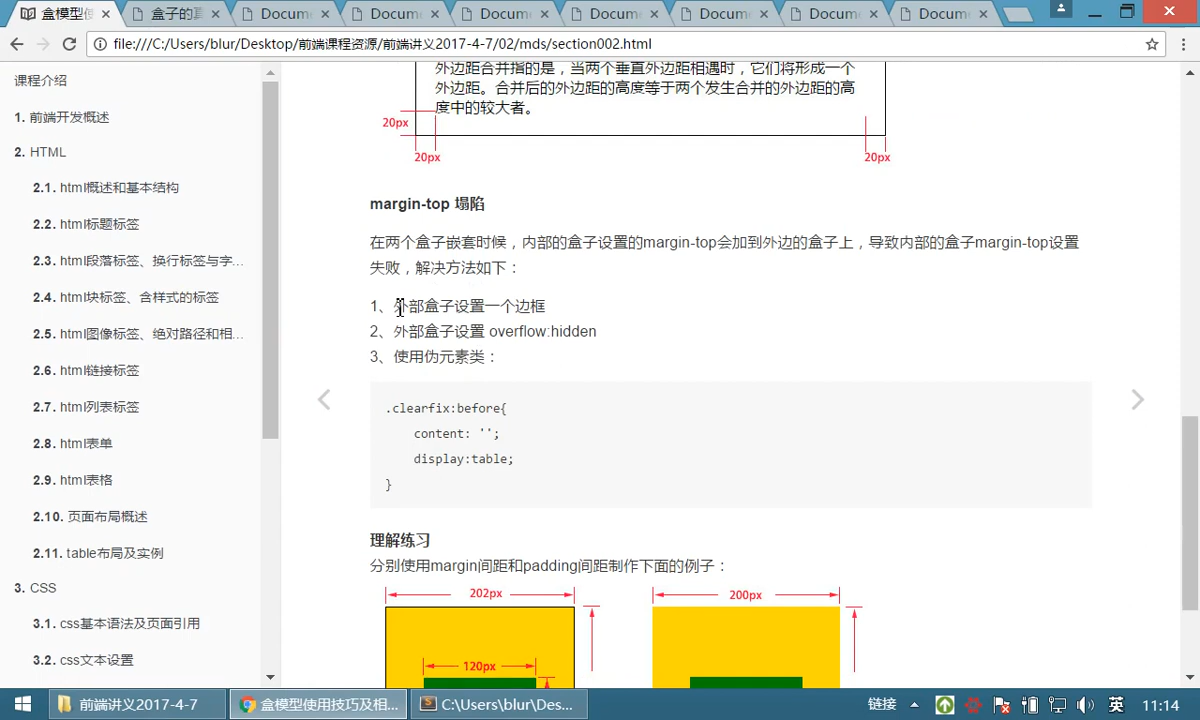 盒模型使
盒子的真
Docume
Docume
Docume
Docume
Docume
Docume
Docume
file:///C:/Users/blur/Desktop/前端课程资源/前端讲义2017-4-7/02/mds/section002.html
课程介绍
1. 前端开发概述
2. HTML
2.1. html概述和基本结构
2.2. html标题标签
2.3. html段落标签、换行标签与字...
2.4. html块标签、含样式的标签
2.5. html图像标签、绝对路径和相...
2.6. html链接标签
2.7. html列表标签
2.8. html表单
2.9. html表格
2.10. 页面布局概述
2.11. table布局及实例
3. CSS
3.1. css基本语法及页面引用
3.2. css文本设置
外边距合并指的是，当两个垂直外边距相遇时，它们将形成一个
外边距。合并后的外边距的高度等于两个发生合并的外边距的高
度中的较大者。
20px
20px
20px
margin-top 塌陷
在两个盒子嵌套时候，内部的盒子设置的margin-top会加到外边的盒子上，导致内部的盒子margin-top设置
失败，解决方法如下：
1、外部盒子设置一个边框
2、外部盒子设置 overflow:hidden
3、使用伪元素类：
.clearfix:before{
content: '';
display:table;
}
理解练习
分别使用margin间距和padding间距制作下面的例子：
202px
200px
120px
前端讲义2017-4-7
盒模型使用技巧及相...
C:\Users\blur\Des...
链接
英
11:14